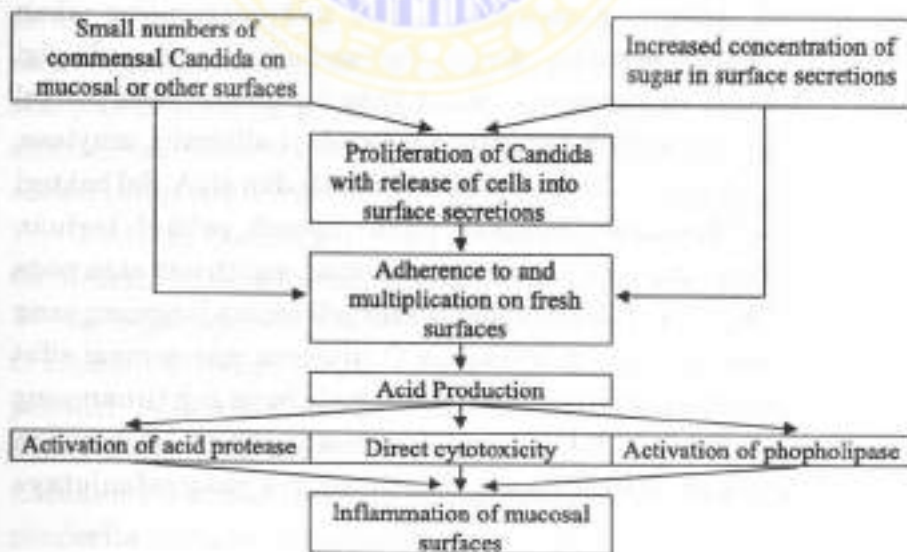 Small numbers of
commensal Candida on
mucosal or other surfaces
Increased concentration of
sugar in surface secretions
Proliferation of Candida
with release of cells into
surface secretions
Adherence to and
multiplication on fresh
surfaces
Acid Production
Activation of acid protease
Direct cytotoxicity
Activation of phopholipase
Inflammation of mucosal
surfaces